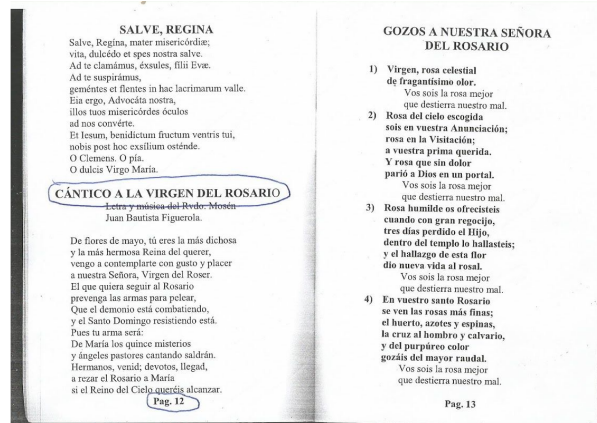 SALVE, REGINA
Salve, Regína, mater misericórdiæ;
vita, dulcédo et spes nostra salve.
Ad te clamámus, éxsules, fílii Evæ.
Ad te suspirámus,
geméntes et flentes in hac lacrimarum valle.
Eia ergo, Advocáta nostra,
illos tuos misericórdes óculos
ad nos convérte.
Et Iesum, benidíctum fructum ventris tui,
nobis post hoc exsílium osténde.
O Clemens. O pía.
O dulcis Virgo María.
CÁNTICO A LA VIRGEN DEL ROSARIO
Letra y música del Rvdo. Mosén
Juan Bautista Figuerola.
De flores de mayo, tú eres la más dichosa
y la más hermosa Reina del querer,
vengo a contemplarte con gusto y placer
a nuestra Señora, Virgen del Roser.
El que quiera seguir al Rosario
prevenga las armas para pelear,
Que el demonio está combatiendo,
y el Santo Domingo resistiendo está.
Pues tu arma será:
De María los quince misterios
y ángeles pastores cantando saldrán.
Hermanos, venid; devotos, llegad,
a rezar el Rosario a María
si el Reino del Cielo queréis alcanzar.
Pag. 12
GOZOS A NUESTRA SEÑORA
DEL ROSARIO
1) Virgen, rosa celestial
de fragantísimo olor.
Vos sois la rosa mejor
que destierra nuestro mal.
2) Rosa del cielo escogida
sois en vuestra Anunciación;
rosa en la Visitación;
a vuestra prima querida.
Y rosa que sin dolor
parió a Dios en un portal.
Vos sois la rosa mejor
que destierra nuestro mal.
3) Rosa humilde os ofrecisteis
cuando con gran regocijo,
tres días perdido el Hijo,
dentro del templo lo hallasteis;
y el hallazgo de esta flor
dio nueva vida al rosal.
Vos sois la rosa mejor
que destierra nuestro mal.
4) En vuestro santo Rosario
se ven las rosas más finas;
el huerto, azotes y espinas,
la cruz al hombro y calvario,
y del purpúreo color
gozáis del mayor raudal.
Vos sois la rosa mejor
que destierra nuestro mal.
Pag. 13